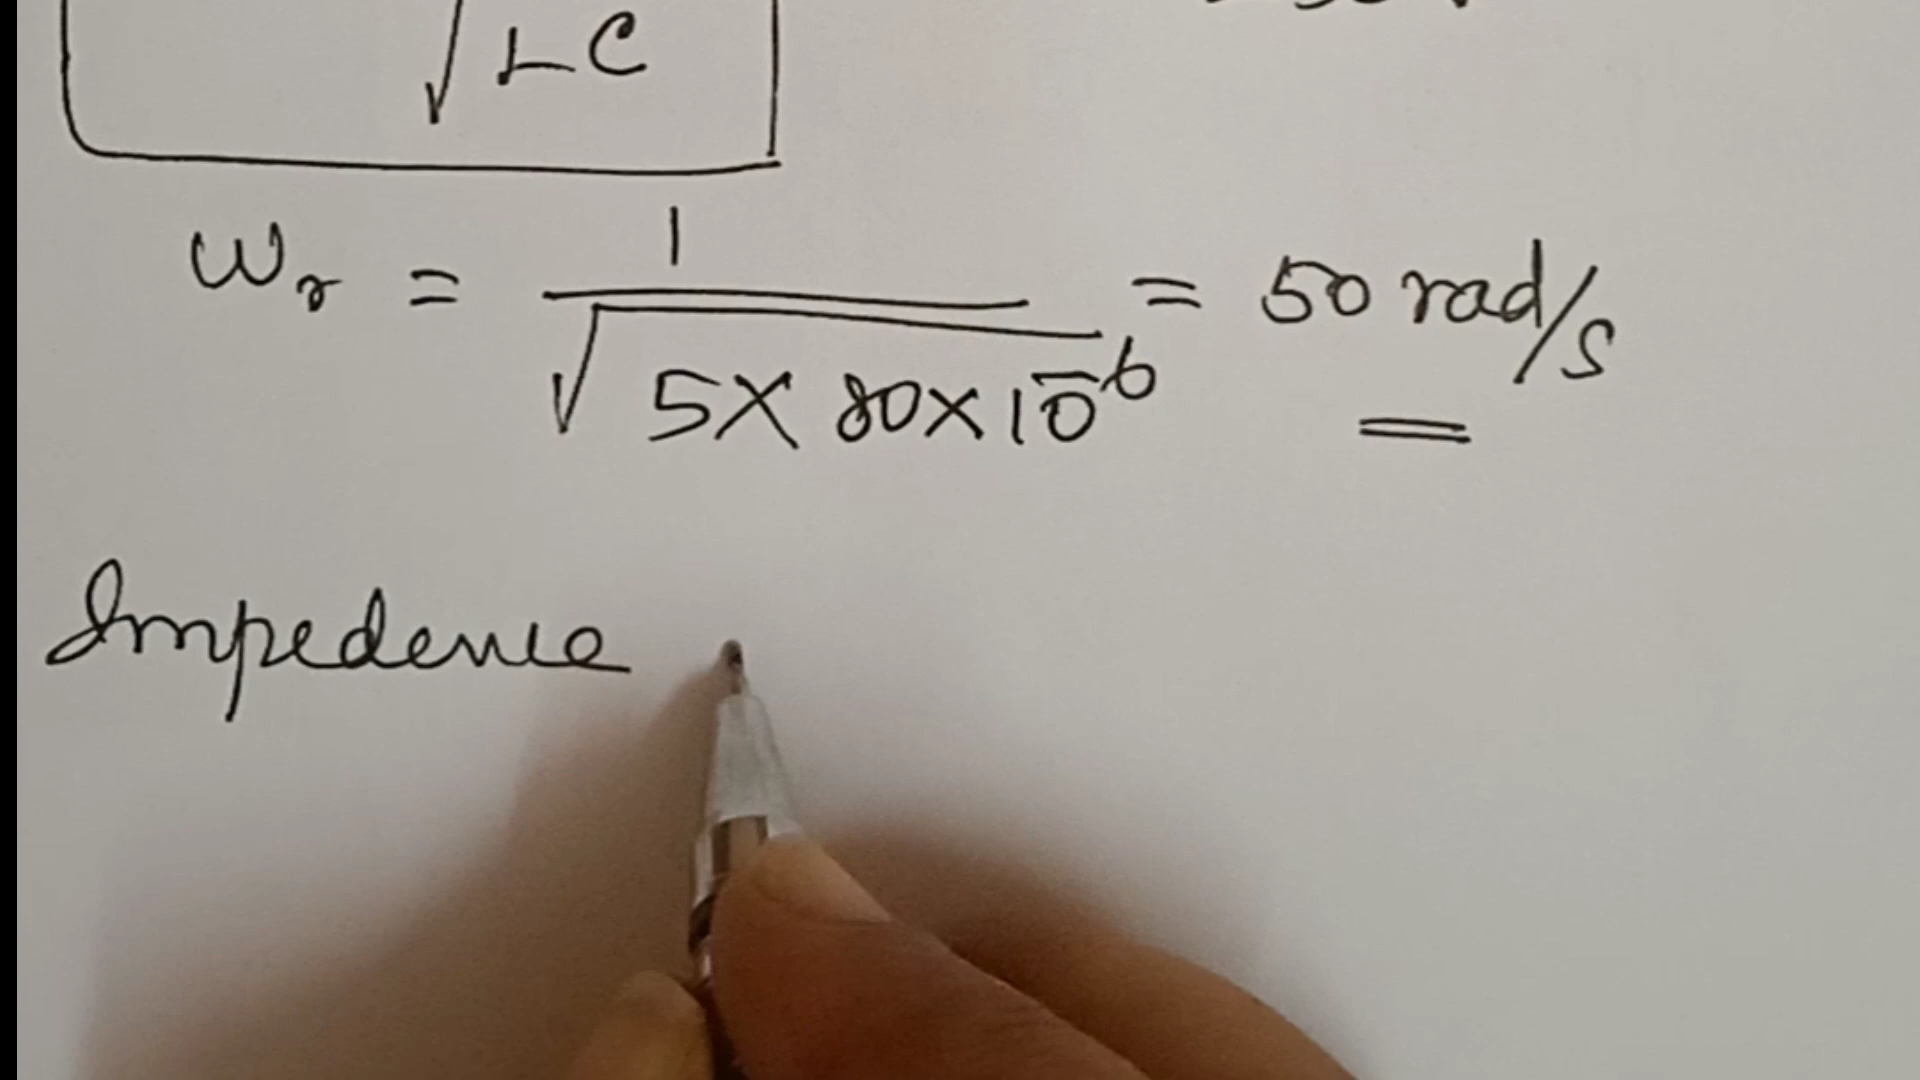 √LC
ωr = 1 / √5 × 80 × 10^-6 = 50 rad/s
Impedence